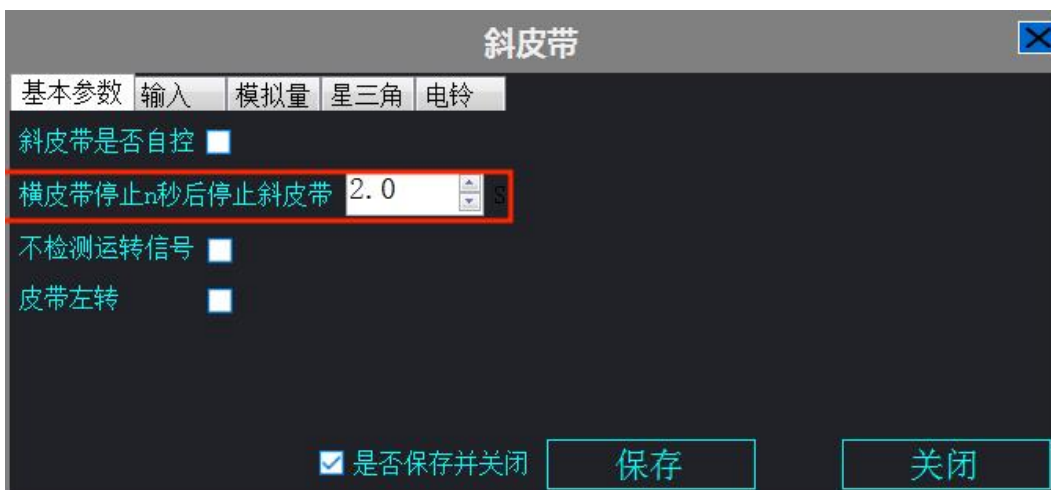 斜皮带
基本参数 输入 模拟量 星三角 电铃
斜皮带是否自控
横皮带停止n秒后停止斜皮带 2.0 S
不检测运转信号
皮带左转
是否保存并关闭 保存 关闭